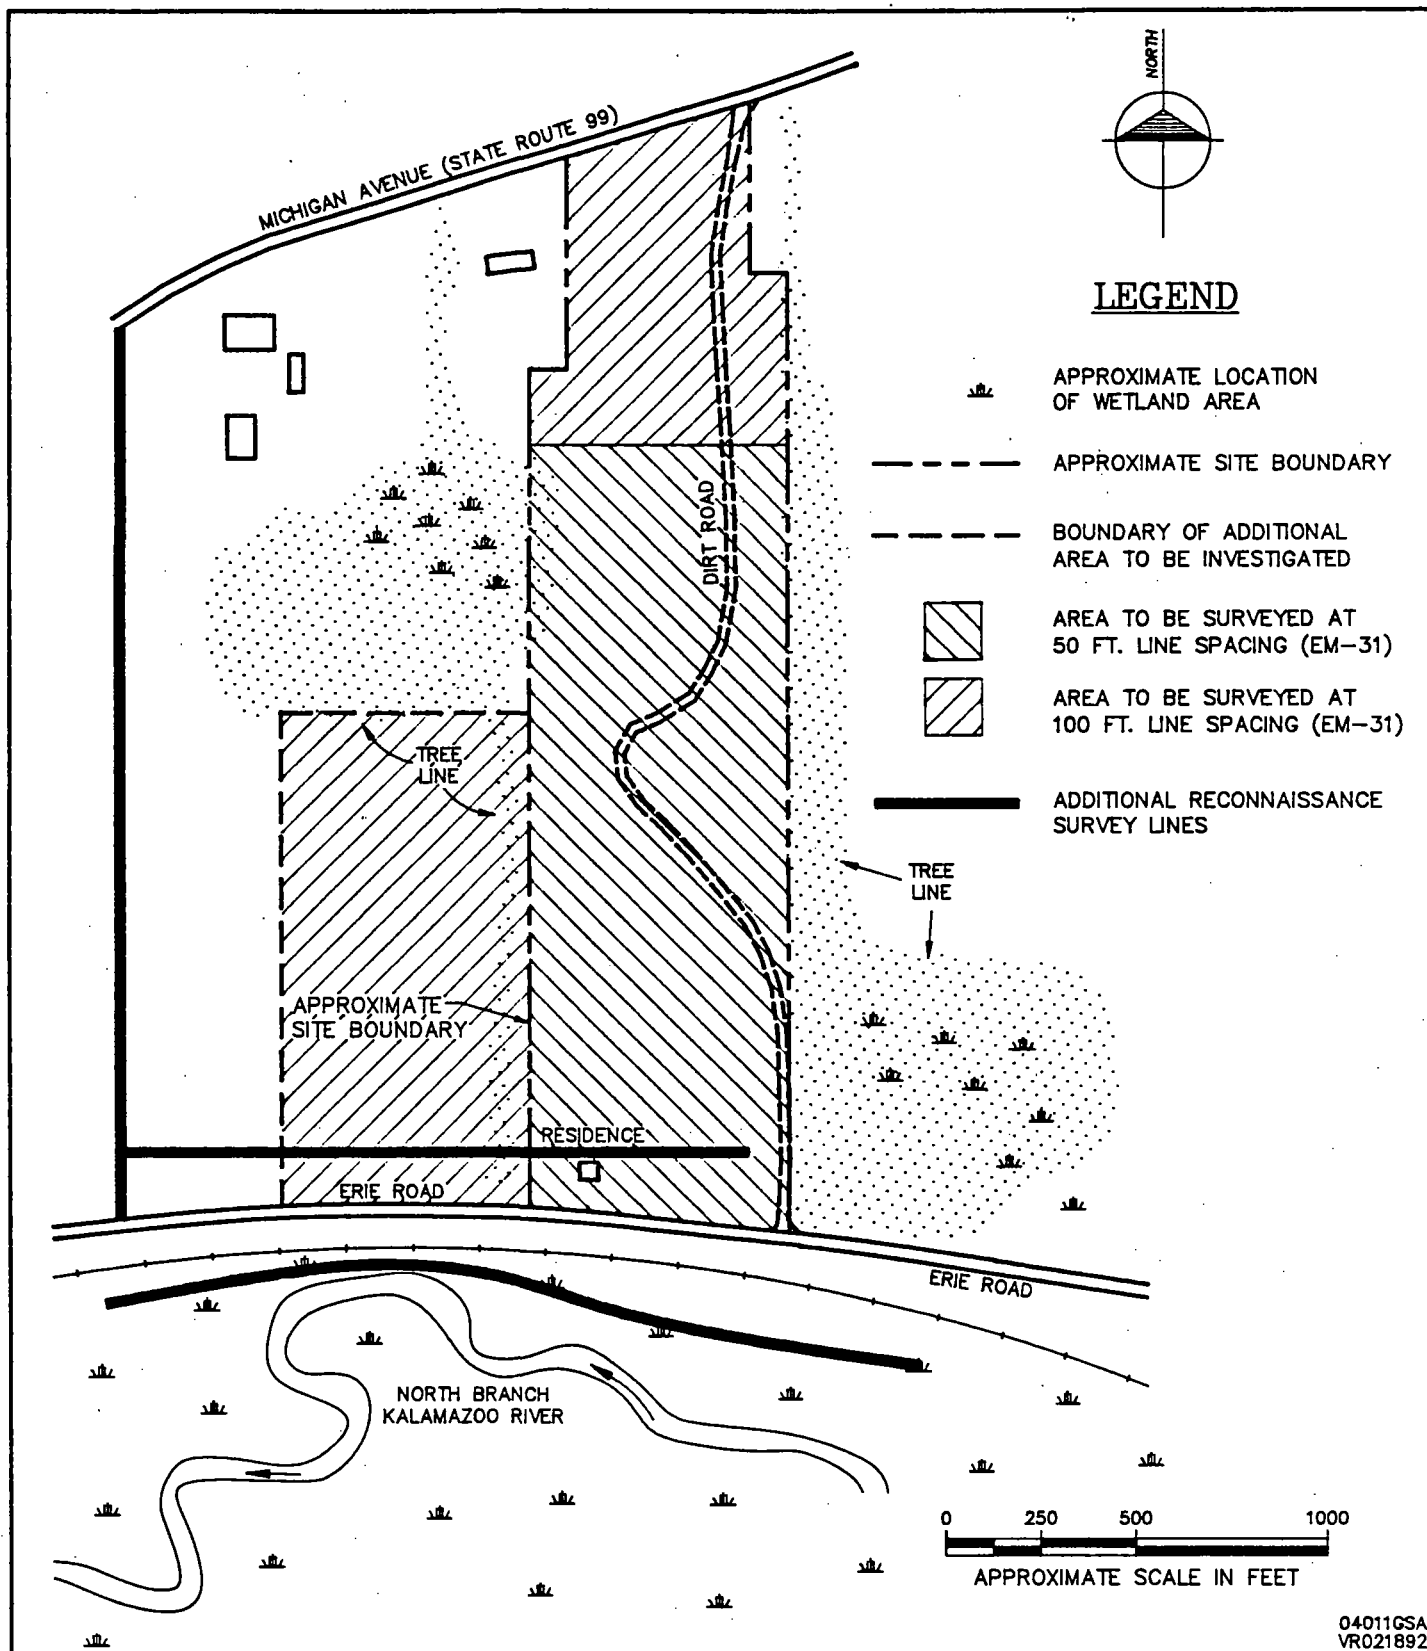 NORTH
MICHIGAN AVENUE (STATE ROUTE 99)
LEGEND
APPROXIMATE LOCATION
OF WETLAND AREA
APPROXIMATE SITE BOUNDARY
BOUNDARY OF ADDITIONAL
AREA TO BE INVESTIGATED
AREA TO BE SURVEYED AT
50 FT. LINE SPACING (EM-31)
AREA TO BE SURVEYED AT
100 FT. LINE SPACING (EM-31)
ADDITIONAL RECONNAISSANCE
SURVEY LINES
DIRT ROAD
TREE
LINE
TREE
LINE
APPROXIMATE
SITE BOUNDARY
RESIDENCE
ERIE ROAD
ERIE ROAD
NORTH BRANCH
KALAMAZOO RIVER
0 250 500 1000
APPROXIMATE SCALE IN FEET
04011GSA
VR021892